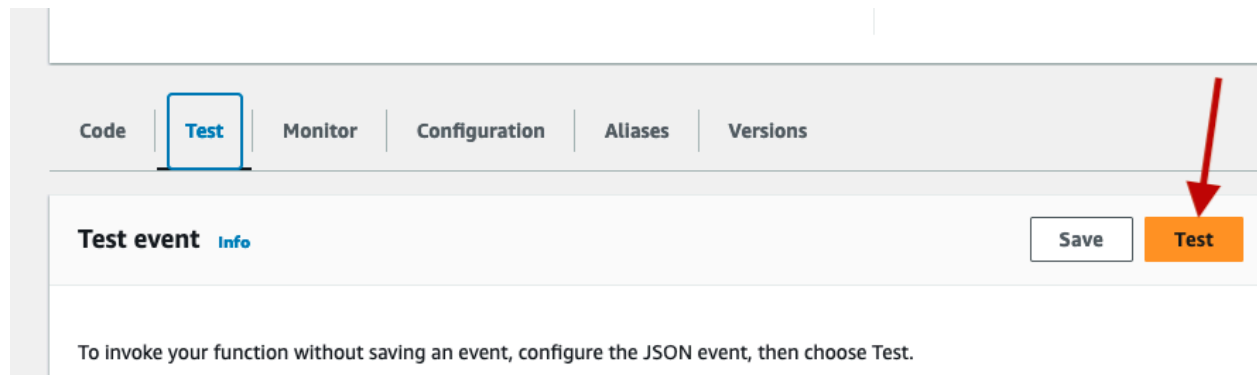 Code Test Monitor Configuration Aliases Versions
Test event Info Save Test
To invoke your function without saving an event, configure the JSON event, then choose Test.